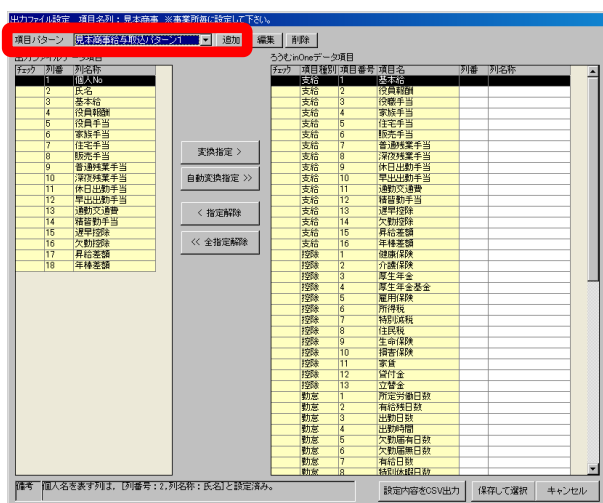 出力ファイル設定 項目名列：見本商事 ※事業所毎に設定して下さい。
項目パターン 見本商事給与取込パターン1 追加 編集 削除
出力ファイルデータ項目
チェック 列番 列名称
1 個人No
2 氏名
3 基本給
4 役員報酬
5 役員手当
6 家族手当
7 住宅手当
8 販売手当
9 普通残業手当
10 深夜残業手当
11 休日出勤手当
12 早出出勤手当
13 通勤交通費
14 精皆勤手当
15 遅早控除
16 欠勤控除
17 昇給差額
18 年棒差額
変換指定 >
自動変換指定 >>
< 指定解除
<< 全指定解除
ろうむinOneデータ項目
チェック 項目種別 項目番号 項目名 列番 列名称
支給 1 基本給
支給 2 役員報酬
支給 3 役職手当
支給 4 家族手当
支給 5 住宅手当
支給 6 販売手当
支給 7 普通残業手当
支給 8 深夜残業手当
支給 9 休日出勤手当
支給 10 早出出勤手当
支給 11 通勤交通費
支給 12 精皆勤手当
支給 13 遅早控除
支給 14 欠勤控除
支給 15 昇給差額
支給 16 年棒差額
控除 1 健康保険
控除 2 介護保険
控除 3 厚生年金
控除 4 厚生年金基金
控除 5 雇用保険
控除 6 所得税
控除 7 特別減税
控除 8 住民税
控除 9 生命保険
控除 10 損害保険
控除 11 家賃
控除 12 貸付金
控除 13 立替金
勤怠 1 所定労働日数
勤怠 2 有給残日数
勤怠 3 出勤日数
勤怠 4 出勤時間
勤怠 5 欠勤届有日数
勤怠 6 欠勤届無日数
勤怠 7 有給日数
勤怠 8 特別休暇日数
備考 個人名を表す列は、[列番号：2．列名称：氏名]と設定済み。
設定内容をCSV出力 保存して選択 キャンセル